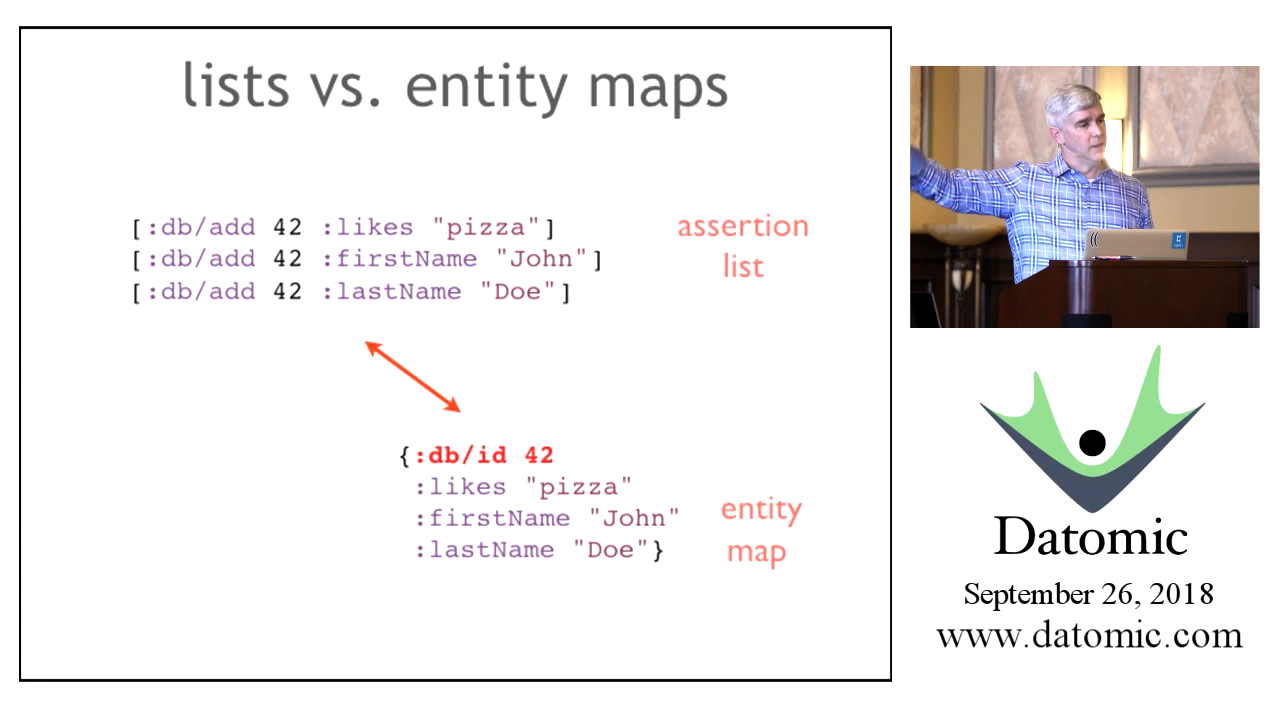 lists vs. entity maps
[:db/add 42 :likes "pizza"]
[:db/add 42 :firstName "John"]
[:db/add 42 :lastName "Doe"]
assertion
list
{:db/id 42
:likes "pizza"
:firstName "John"
:lastName "Doe"}
entity
map
Datomic
September 26, 2018
www.datomic.com